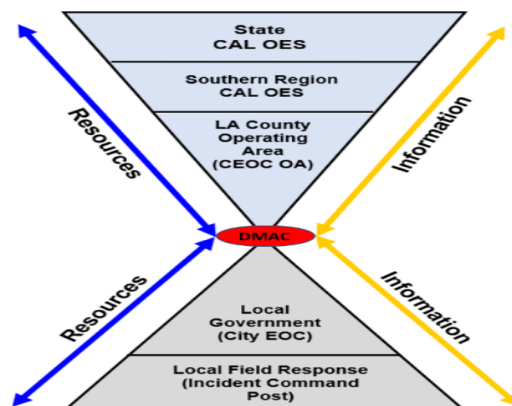 State
CAL OES
Southern Region
CAL OES
LA County
Operating
Area
(CEOC OA)
Resources
Information
DMAC
Resources
Information
Local
Government
(City EOC)
Local Field Response
(Incident Command
Post)